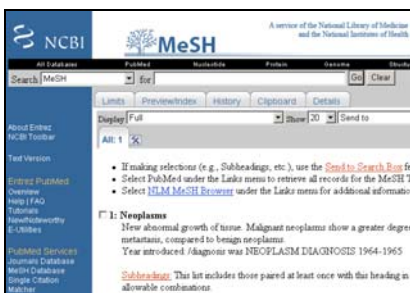 NCBI
MeSH
A service of the National Library of Medicine
and the National Institutes of Health
All Databases PubMed Nucleotide Protein Genome
Search MeSH for Go Clear
Limits Preview/Index History Clipboard Details
Display Full Show 20 Send to
All: 1
About Entrez
NCBI Toolbar
Text Version
Entrez PubMed
Overview
Help | FAQ
Tutorials
New/Noteworthy
E-Utilities
PubMed Services
Journals Database
MeSH Database
Single Citation
Matcher
If making selections (e.g., Subheadings, etc.), use the Send to Search Box
Select PubMed under the Links menu to retrieve all records for the MeSH
Select NLM MeSH Browser under the Links menu for additional
1: Neoplasms
New abnormal growth of tissue. Malignant neoplasms show a greater
metastasis, compared to benign neoplasms.
Year introduced: /diagnosis was NEOPLASM DIAGNOSIS 1964-1965
Subheadings: This list includes those paired at least once with this heading in
allowable combinations.